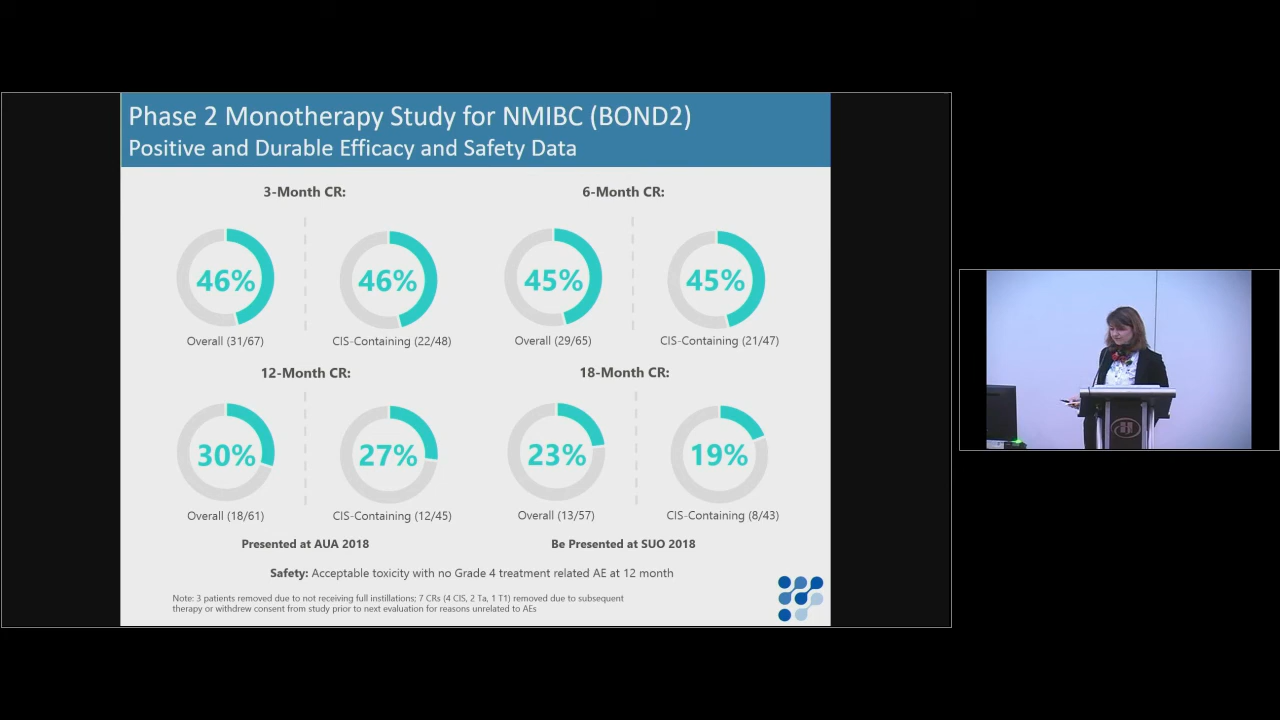 Phase 2 Monotherapy Study for NMIBC (BOND2)
Positive and Durable Efficacy and Safety Data
3-Month CR:
6-Month CR:
46%
46%
45%
45%
Overall (31/67)
CIS-Containing (22/48)
Overall (29/65)
CIS-Containing (21/47)
12-Month CR:
18-Month CR:
30%
27%
23%
19%
Overall (18/61)
CIS-Containing (12/45)
Overall (13/57)
CIS-Containing (8/43)
Presented at AUA 2018
Be Presented at SUO 2018
Safety: Acceptable toxicity with no Grade 4 treatment related AE at 12 month
Note: 3 patients removed due to not receiving full instillations; 7 CRs (4 CIS, 2 Ta, 1 T1) removed due to subsequent
therapy or withdrew consent from study prior to next evaluation for reasons unrelated to AEs